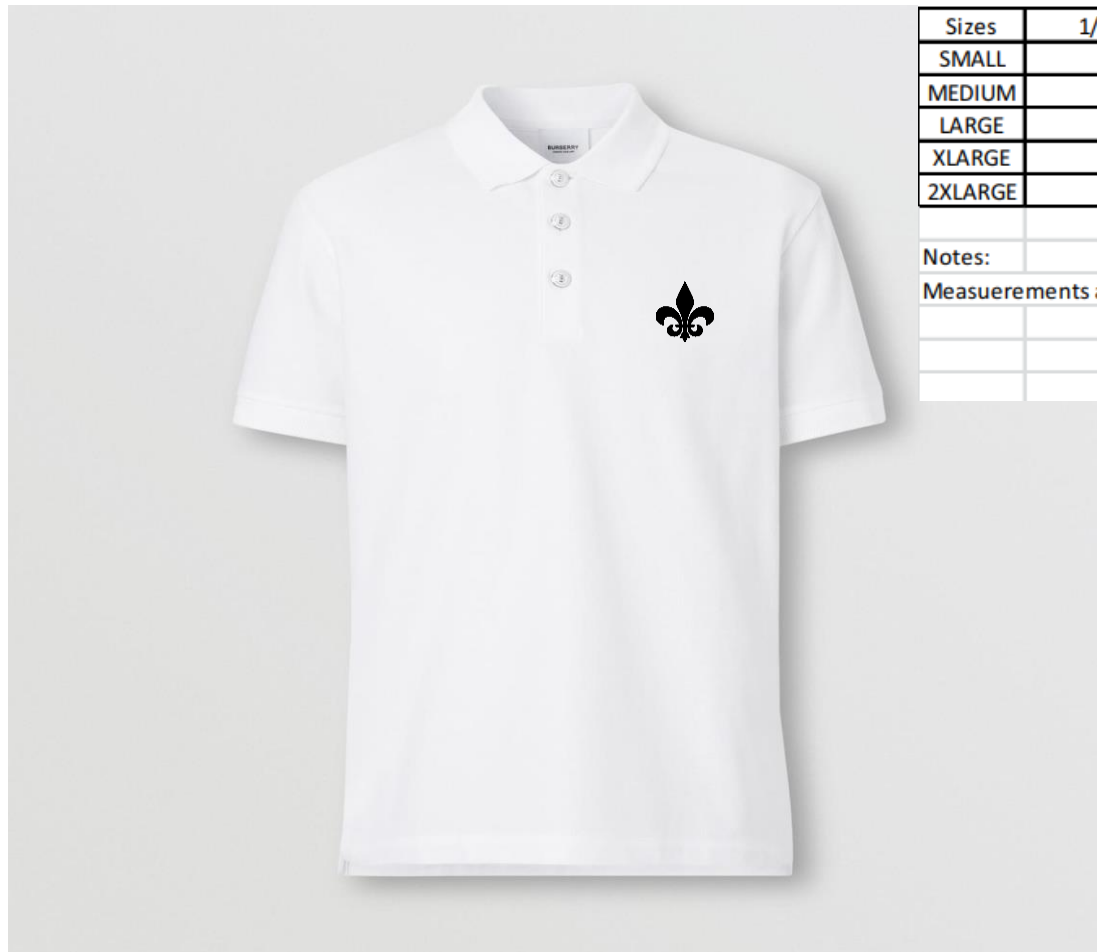 BURBERRY
Sizes 1/
SMALL
MEDIUM
LARGE
XLARGE
2XLARGE
Notes:
Measuerements a